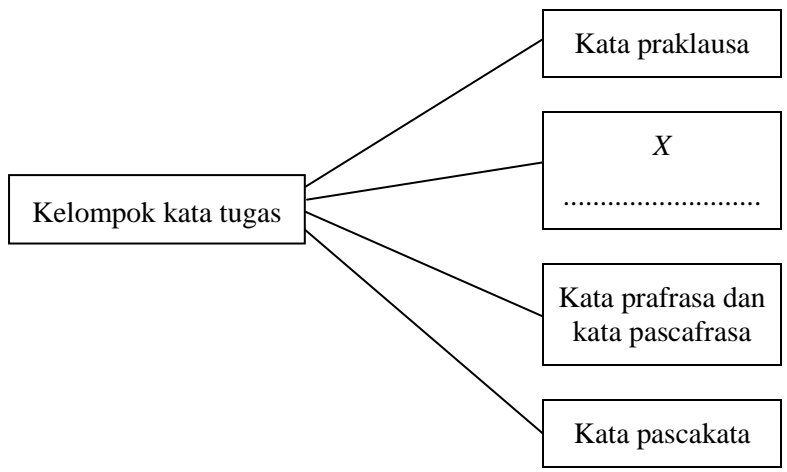 Kata praklausa
X
...........................
Kelompok kata tugas
Kata prafrasa dan
kata pascafrasa
Kata pascakata